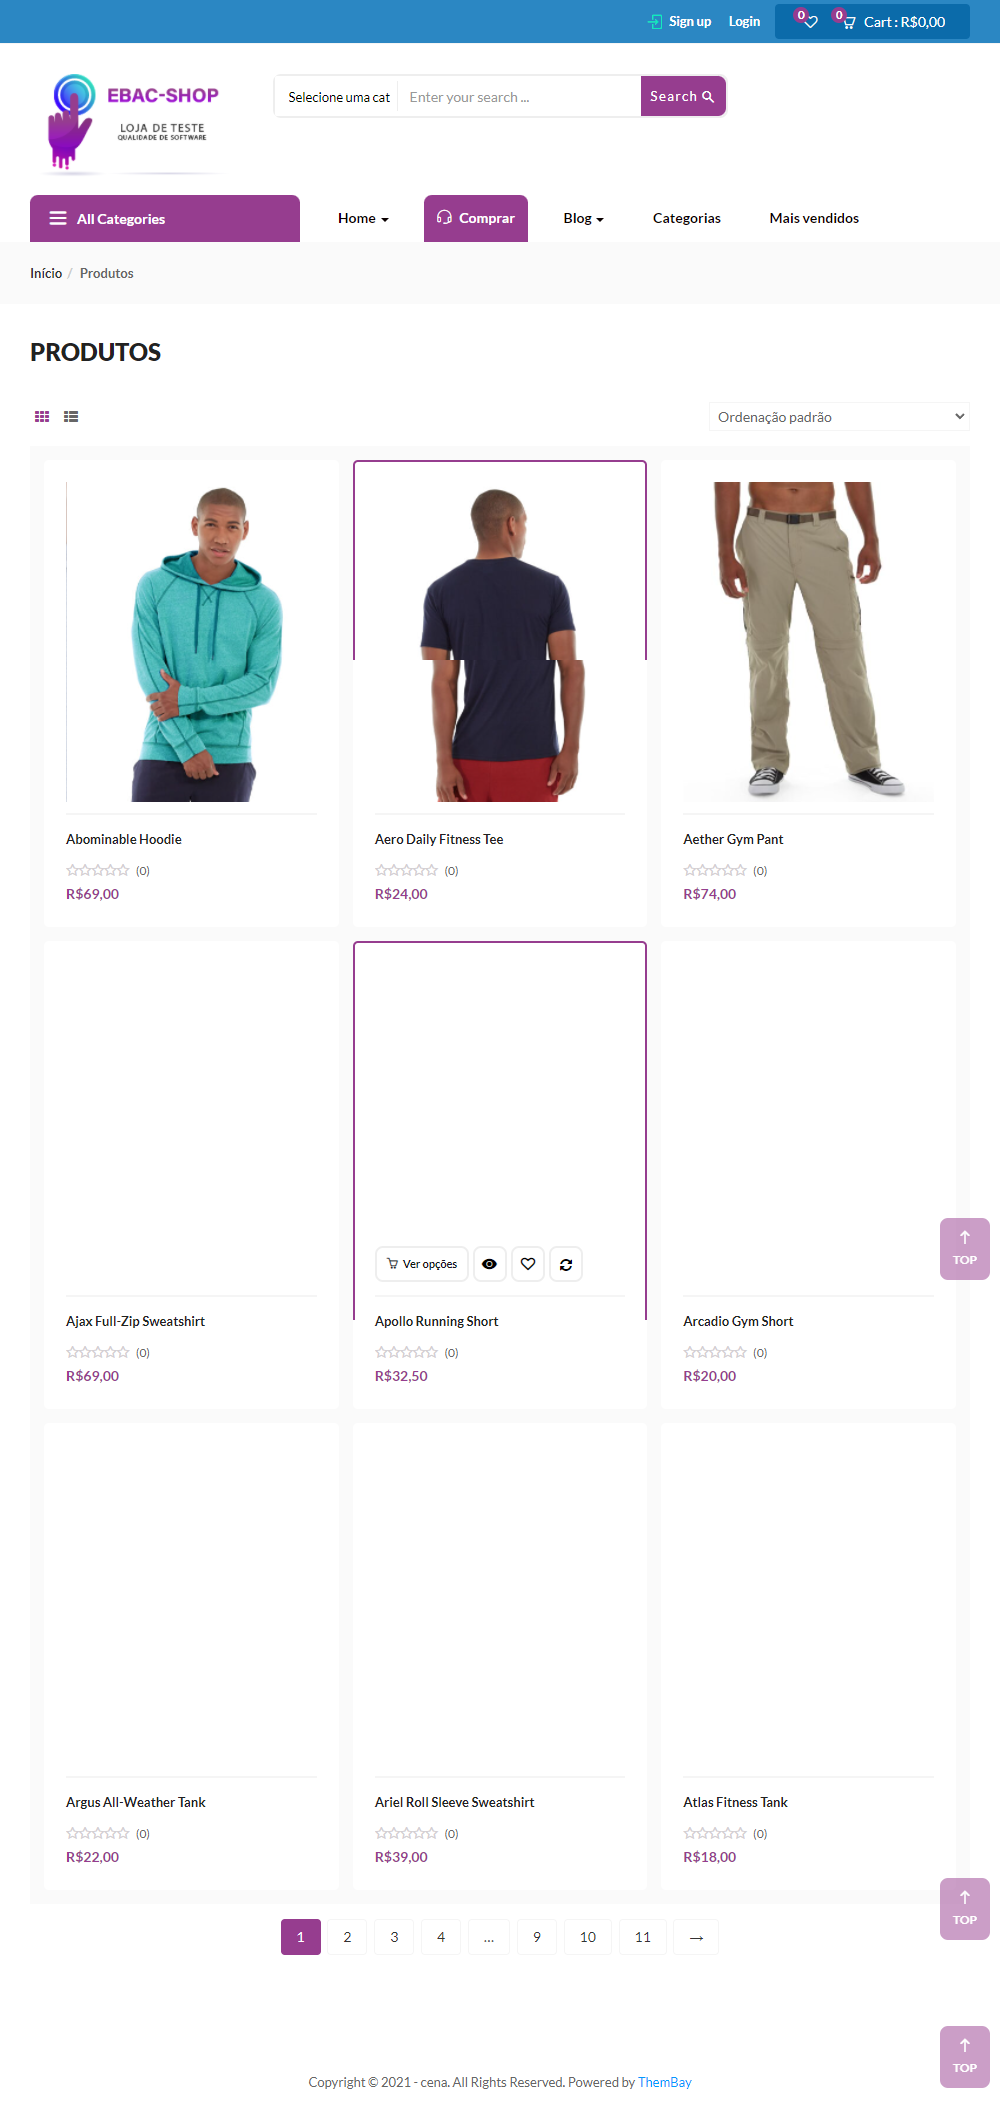 Sign up Login 0 0 Cart : R$0,00
EBAC-SHOP
LOJA DE TESTE
QUALIDADE DE SOFTWARE
Selecione uma cat Enter your search ... Search
All Categories Home Comprar Blog Categorias Mais vendidos
Início / Produtos
PRODUTOS
Ordenação padrão
Abominable Hoodie Aero Daily Fitness Tee Aether Gym Pant
(0) (0) (0)
R$69,00 R$24,00 R$74,00
TOP
Ver opções
Ajax Full-Zip Sweatshirt Apollo Running Short Arcadio Gym Short
(0) (0) (0)
R$69,00 R$32,50 R$20,00
Argus All-Weather Tank Ariel Roll Sleeve Sweatshirt Atlas Fitness Tank
(0) (0) (0)
R$22,00 R$39,00 R$18,00
TOP
1 2 3 4 … 9 10 11 →
TOP
Copyright © 2021 - cena. All Rights Reserved. Powered by ThemBay